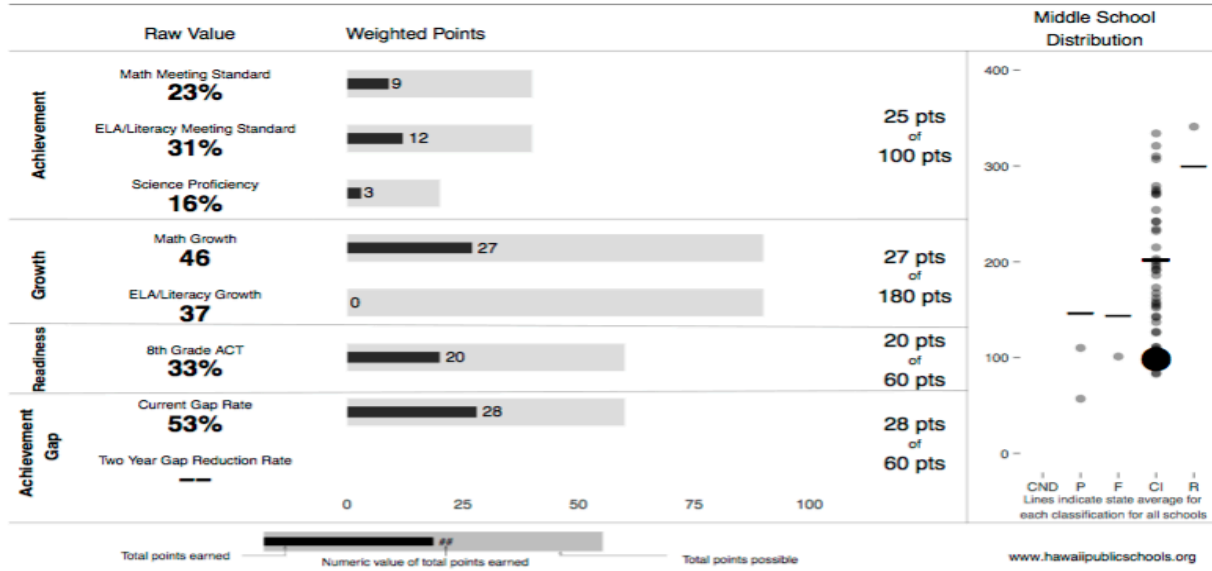 Raw Value
Weighted Points
Middle School
Distribution
Achievement
Math Meeting Standard
23%
9
ELA/Literacy Meeting Standard
31%
12
Science Proficiency
16%
3
25 pts
of
100 pts
Growth
Math Growth
46
27
ELA/Literacy Growth
37
0
27 pts
of
180 pts
Readiness
8th Grade ACT
33%
20
20 pts
of
60 pts
Achievement
Gap
Current Gap Rate
53%
28
Two Year Gap Reduction Rate
--
28 pts
of
60 pts
0 25 50 75 100
400
300
200
100
0
CND P F CI R
Lines indicate state average for
each classification for all schools
Total points earned
##
Numeric value of total points earned
Total points possible
www.hawaiipublicschools.org